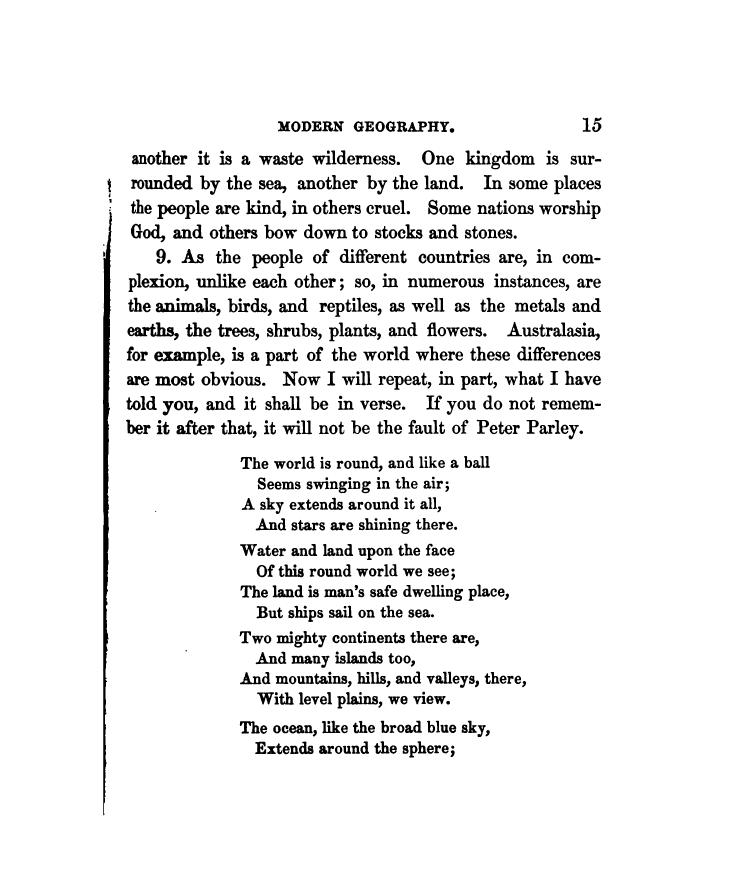 MODERN GEOGRAPHY. 15
another it is a waste wilderness. One kingdom is sur-
rounded by the sea, another by the land. In some places
the people are kind, in others cruel. Some nations worship
God, and others bow down to stocks and stones.
9. As the people of different countries are, in com-
plexion, unlike each other; so, in numerous instances, are
the animals, birds, and reptiles, as well as the metals and
earths, the trees, shrubs, plants, and flowers. Australasia,
for example, is a part of the world where these differences
are most obvious. Now I will repeat, in part, what I have
told you, and it shall be in verse. If you do not remem-
ber it after that, it will not be the fault of Peter Parley.
The world is round, and like a ball
Seems swinging in the air;
A sky extends around it all,
And stars are shining there.
Water and land upon the face
Of this round world we see;
The land is man's safe dwelling place,
But ships sail on the sea.
Two mighty continents there are,
And many islands too,
And mountains, hills, and valleys, there,
With level plains, we view.
The ocean, like the broad blue sky,
Extends around the sphere;